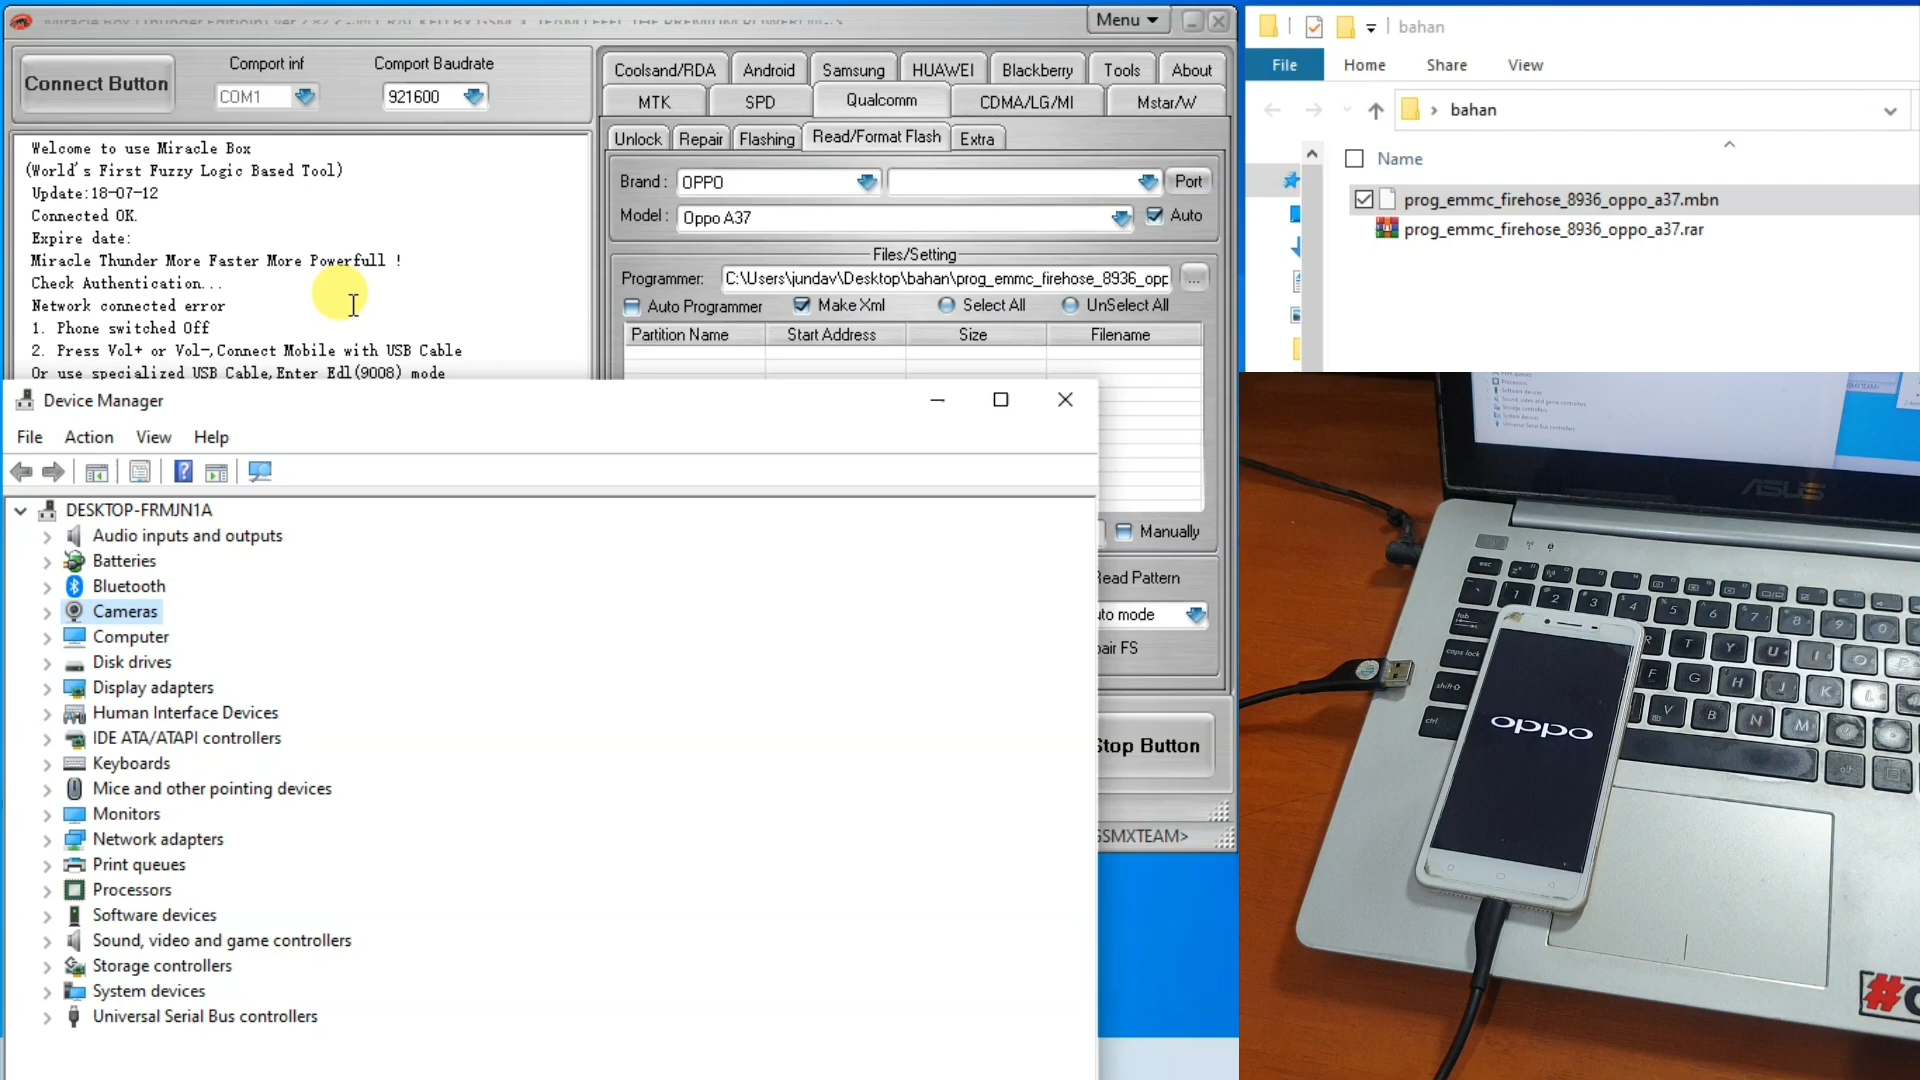 Menu
Connect Button
Comport inf
Comport Baudrate
COM1
921600
Coolsand/RDA
Android
Samsung
HUAWEI
Blackberry
Tools
About
MTK
SPD
Qualcomm
CDMA/LG/MI
Mstar/W
Unlock
Repair
Flashing
Read/Format Flash
Extra
Welcome to use Miracle Box
(World's First Fuzzy Logic Based Tool)
Update:18-07-12
Connected OK.
Expire date:
Miracle Thunder More Faster More Powerfull !
Check Authentication...
Network connected error
1. Phone switched Off
2. Press Vol+ or Vol-,Connect Mobile with USB Cable
Or use specialized USB Cable,Enter Edl(9008) mode
Brand :
OPPO
Port
Model :
Oppo A37
Auto
Files/Setting
Programmer:
C:\Users\jundav\Desktop\bahan\prog_emmc_firehose_8936_opp
...
Auto Programmer
Make Xml
Select All
UnSelect All
Partition Name
Start Address
Size
Filename
Manually
Read Pattern
uto mode
pair FS
Stop Button
GSMXTEAM>
Device Manager
File
Action
View
Help
DESKTOP-FRMJN1A
Audio inputs and outputs
Batteries
Bluetooth
Cameras
Computer
Disk drives
Display adapters
Human Interface Devices
IDE ATA/ATAPI controllers
Keyboards
Mice and other pointing devices
Monitors
Network adapters
Print queues
Processors
Software devices
Sound, video and game controllers
Storage controllers
System devices
Universal Serial Bus controllers
bahan
File
Home
Share
View
bahan
Name
prog_emmc_firehose_8936_oppo_a37.mbn
prog_emmc_firehose_8936_oppo_a37.rar
ASUS
oppo